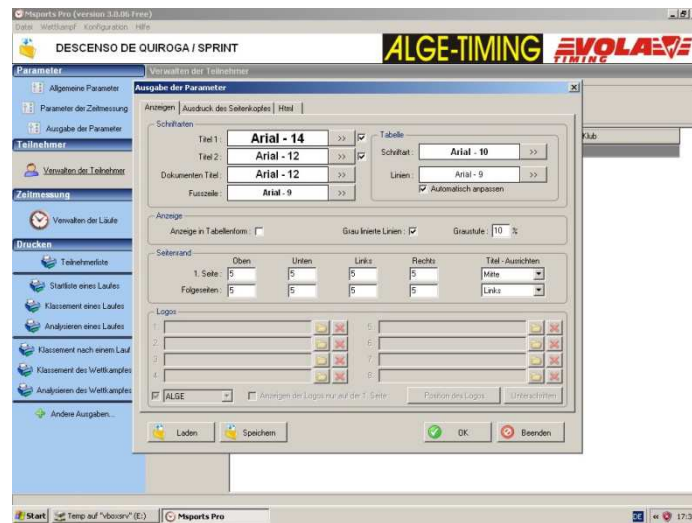 Msports Pro (version 3.0.06 Free)
Datei Wettkampf Konfiguration Hilfe
DESCENSO DE QUIROGA / SPRINT
ALGE-TIMING
VOLA
TIMING
Parameter
Verwalten der Teilnehmer
Allgemeine Parameter
Parameter der Zeitmessung
Ausgabe der Parameter
Teilnehmer
Verwalten der Teilnehmer
Zeitmessung
Verwalten der Läufe
Drucken
Teilnehmerliste
Startliste eines Laufes
Klassement eines Laufes
Analysieren eines Laufes
Klassement nach einem Lauf
Klassement des Wettkampfes
Analysieren des Wettkampfes
Andere Ausgaben...
Klub
Ausgabe der Parameter
Anzeigen Ausdruck des Seitenkopfes Html
Schriftarten
Titel 1 : Arial - 14 >>
Titel 2 : Arial - 12 >>
Dokumenten Titel : Arial - 12 >>
Fusszeile : Arial - 9 >>
Tabelle
Schriftart : Arial - 10 >>
Linien : Arial - 9 >>
Automatisch anpassen
Anzeige
Anzeige in Tabellenform : Grau linierte Linien : Graustufe : 10 %
Seitenrand
Oben Unten Links Rechts Titel - Ausrichten
1. Seite : 5 5 5 5 Mitte
Folgeseiten : 5 5 5 5 Links
Logos
1. 5.
2. 6.
3. 7.
4. 8.
ALGE Anzeigen der Logos nur auf der 1. Seite Position des Logos Unterschriften
Laden Speichern OK Beenden
Start Temp auf "vboxsrv" (E:) Msports Pro DE « 17:3